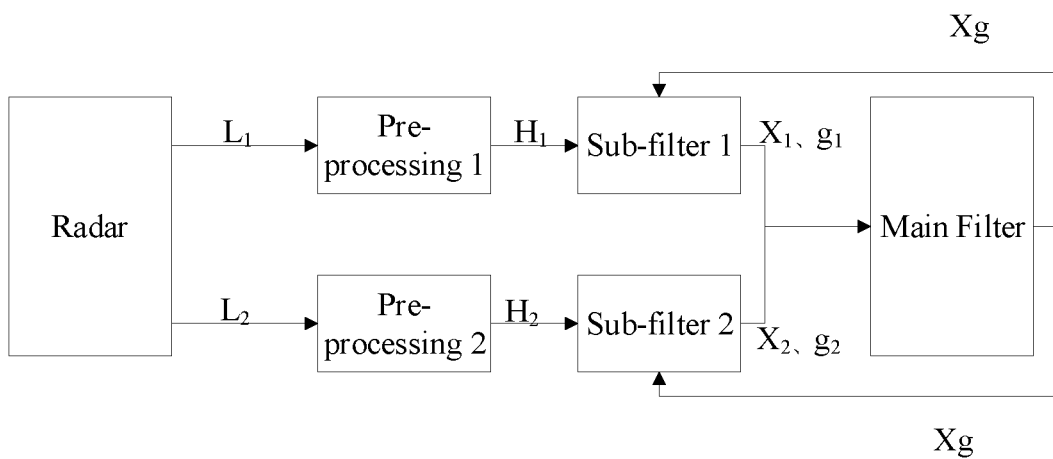 Xg
Radar
L₁
Pre-
processing 1
H₁
Sub-filter 1
X₁、g₁
Main Filter
L₂
Pre-
processing 2
H₂
Sub-filter 2
X₂、g₂
Xg